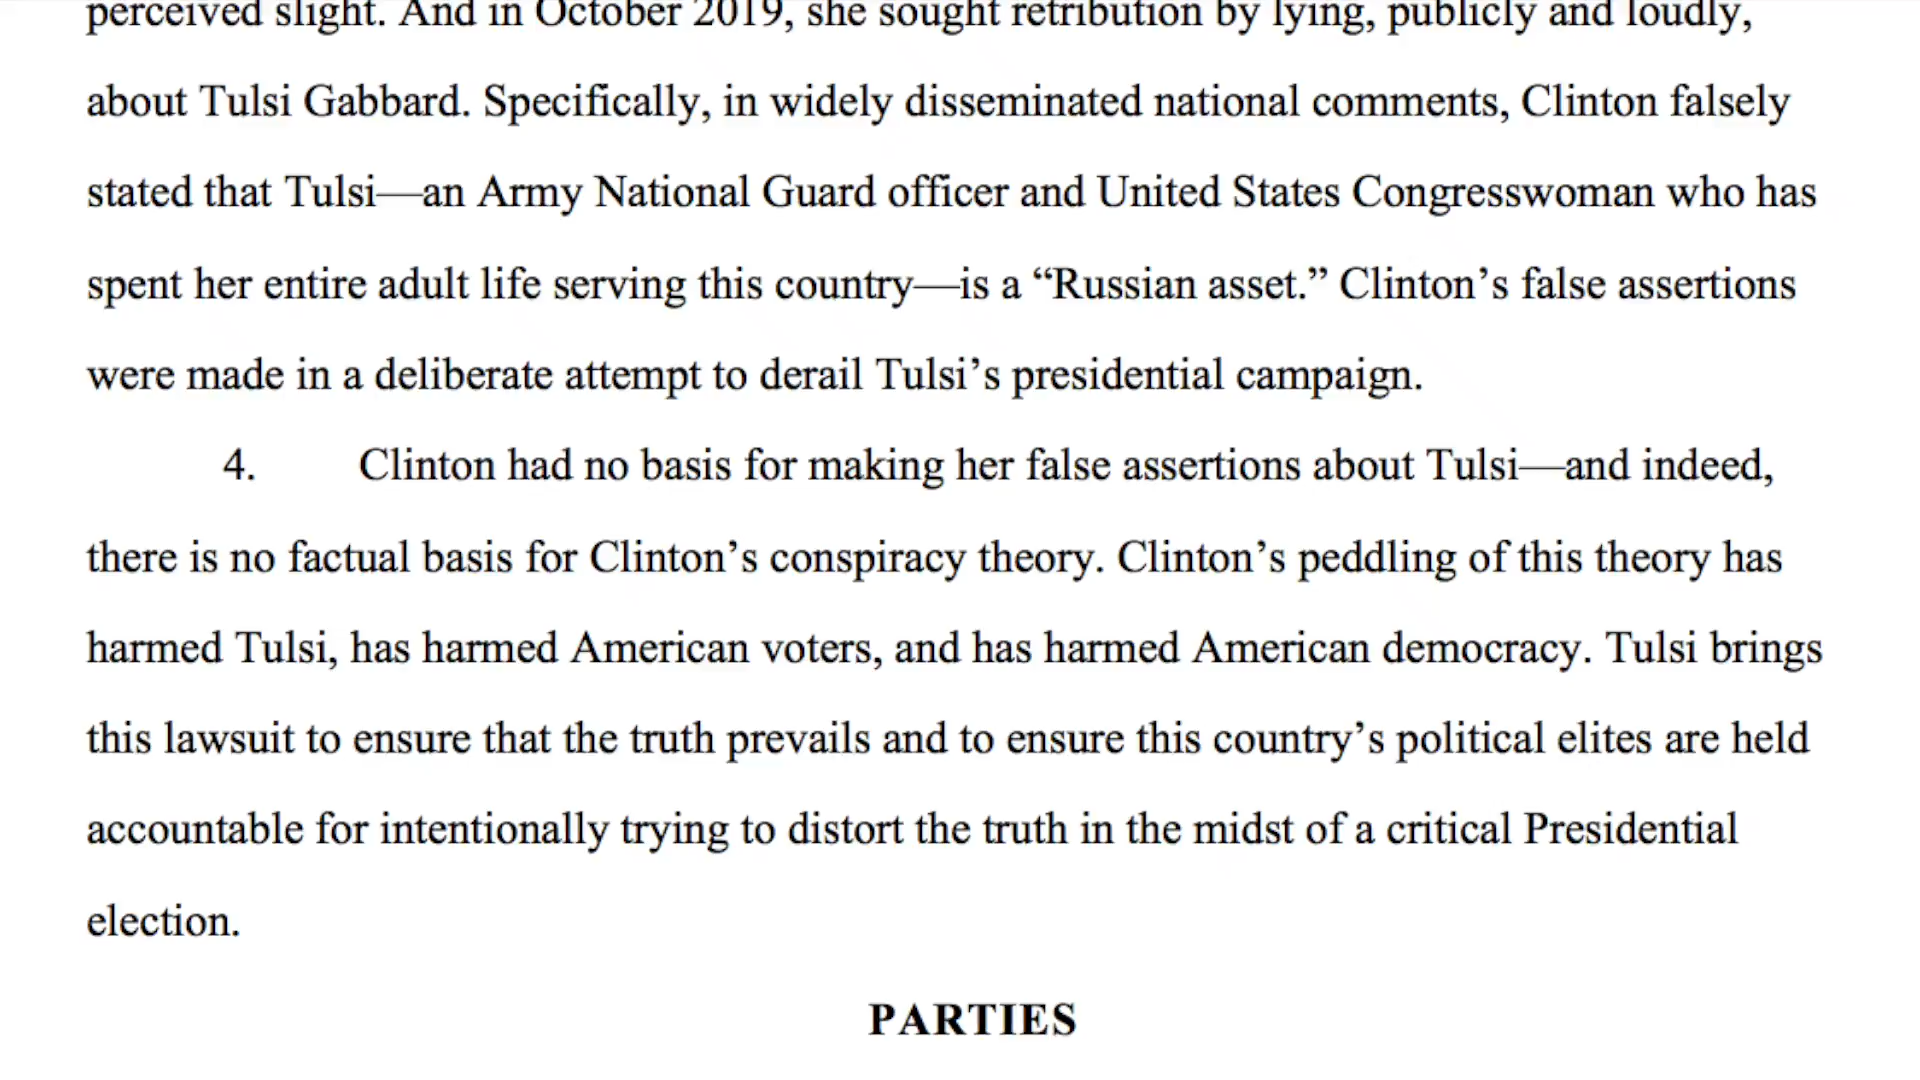 perceived slight. And in October 2019, she sought retribution by lying, publicly and loudly,
about Tulsi Gabbard. Specifically, in widely disseminated national comments, Clinton falsely
stated that Tulsi—an Army National Guard officer and United States Congresswoman who has
spent her entire adult life serving this country—is a “Russian asset.” Clinton’s false assertions
were made in a deliberate attempt to derail Tulsi’s presidential campaign.
4. Clinton had no basis for making her false assertions about Tulsi—and indeed,
there is no factual basis for Clinton’s conspiracy theory. Clinton’s peddling of this theory has
harmed Tulsi, has harmed American voters, and has harmed American democracy. Tulsi brings
this lawsuit to ensure that the truth prevails and to ensure this country’s political elites are held
accountable for intentionally trying to distort the truth in the midst of a critical Presidential
election.
PARTIES